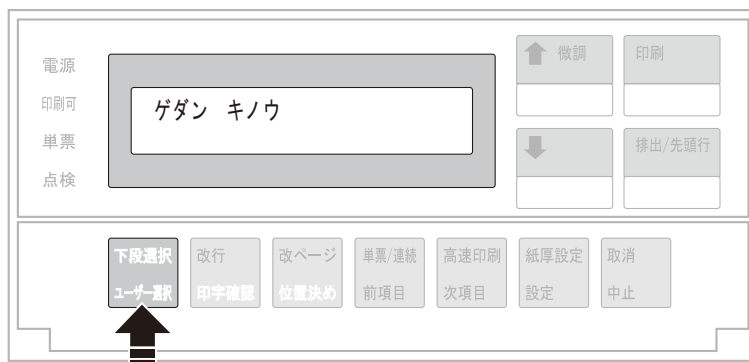 電源
印刷可
単票
点検
ゲダン キノウ
微調
印刷
排出/先頭行
下段選択
ユーザー選択
改行
印字確認
改ページ
位置決め
単票/連続
前項目
高速印刷
次項目
紙厚設定
設定
取消
中止